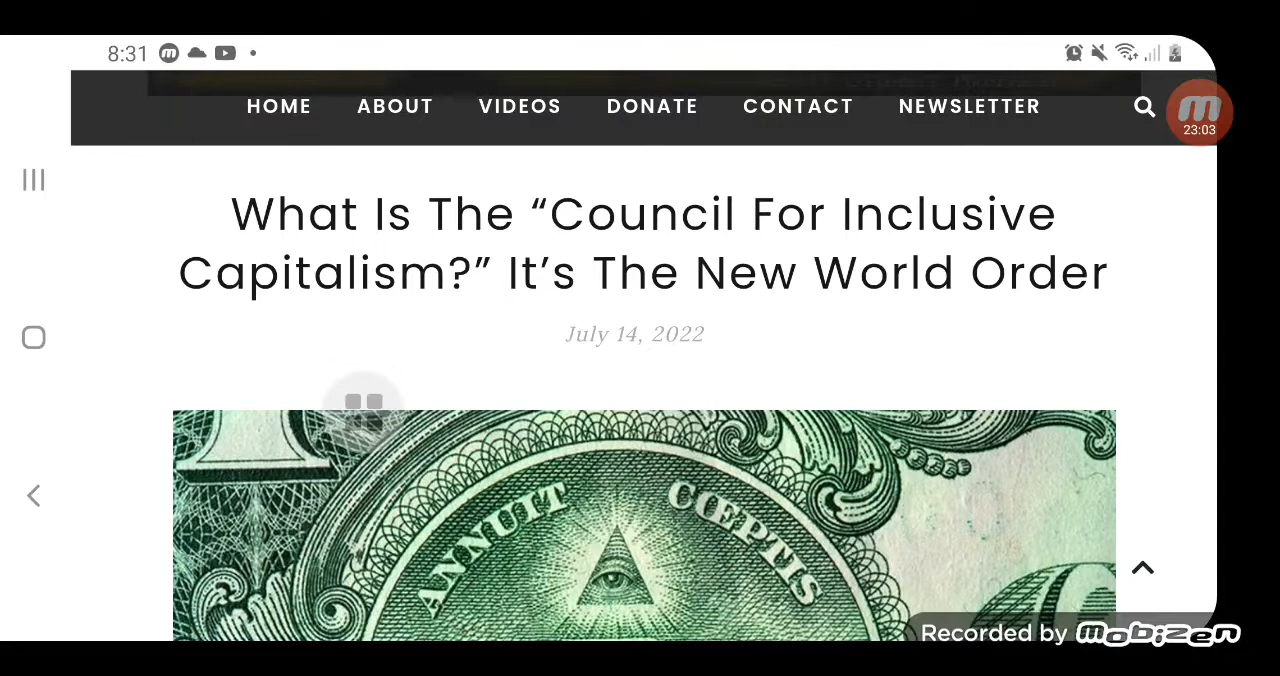 8:31
HOME ABOUT VIDEOS DONATE CONTACT NEWSLETTER
23:03
What Is The “Council For Inclusive
Capitalism?” It’s The New World Order
July 14, 2022
ANNUIT CŒPTIS
Recorded by mobizen